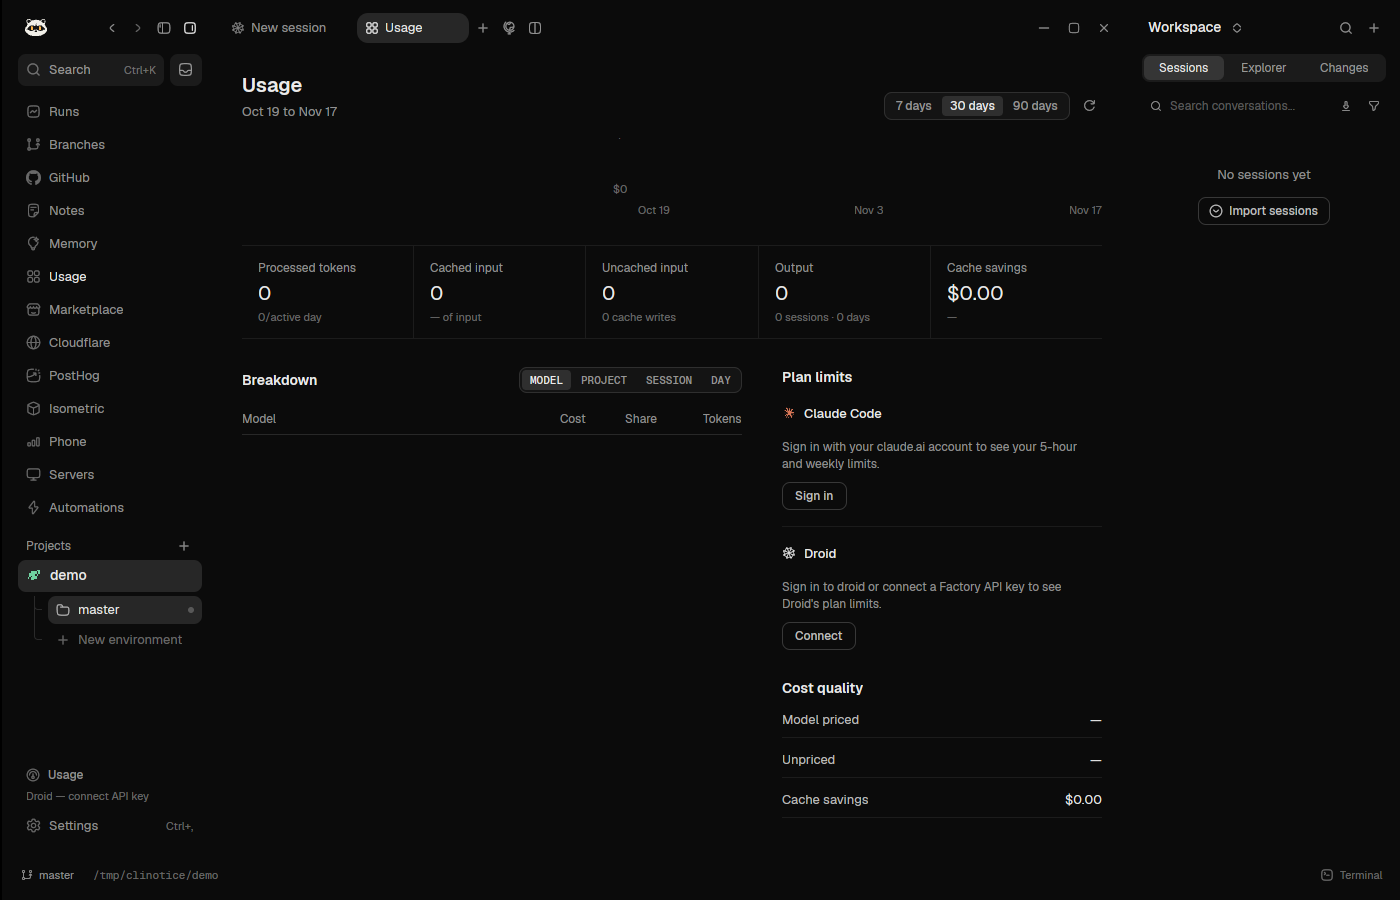 New session
Usage
Workspace
Search Ctrl+K
Runs
Branches
GitHub
Notes
Memory
Usage
Marketplace
Cloudflare
PostHog
Isometric
Phone
Servers
Automations
Projects
demo
master
New environment
Usage
Droid — connect API key
Settings Ctrl+,
Usage
Oct 19 to Nov 17
7 days 30 days 90 days
$0
Oct 19 Nov 3 Nov 17
Processed tokens
0
0/active day
Cached input
0
— of input
Uncached input
0
0 cache writes
Output
0
0 sessions · 0 days
Cache savings
$0.00
—
Breakdown
MODEL PROJECT SESSION DAY
Model Cost Share Tokens
Plan limits
Claude Code
Sign in with your claude.ai account to see your 5-hour
and weekly limits.
Sign in
Droid
Sign in to droid or connect a Factory API key to see
Droid's plan limits.
Connect
Cost quality
Model priced —
Unpriced —
Cache savings $0.00
Sessions Explorer Changes
Search conversations...
No sessions yet
Import sessions
master /tmp/clinotice/demo
Terminal